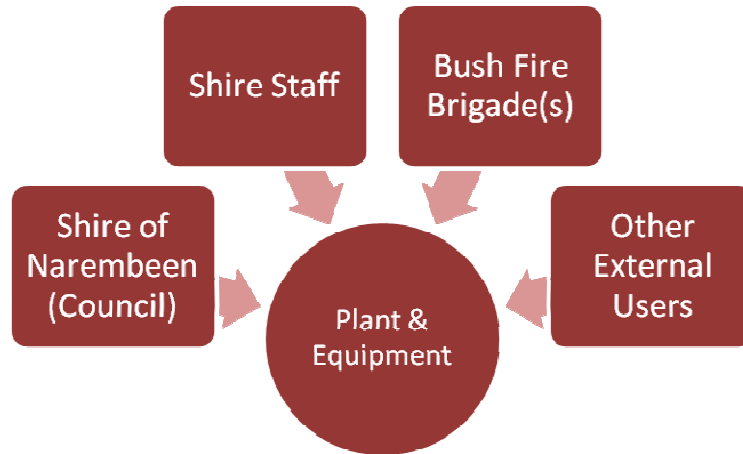 Shire Staff
Bush Fire
Brigade(s)
Shire of
Narembeen
(Council)
Other
External
Users
Plant &
Equipment